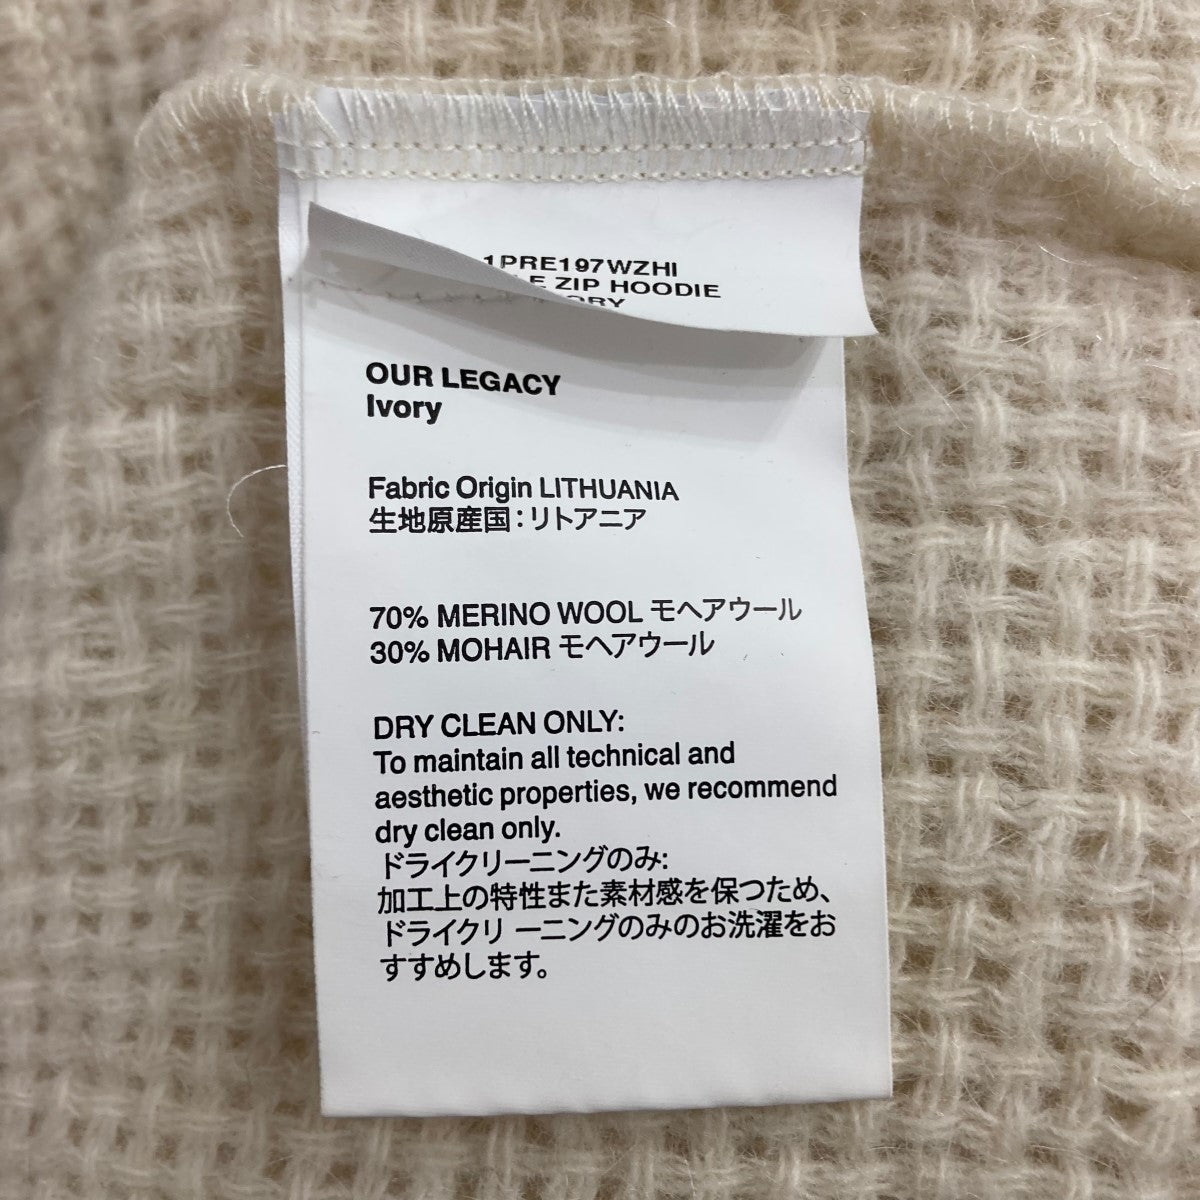 1PRE197WZHI
ZIP HOODIE
OUR LEGACY
Ivory
Fabric Origin LITHUANIA
生地原産国：リトアニア
70% MERINO WOOL モヘアウール
30% MOHAIR モヘアウール
DRY CLEAN ONLY:
To maintain all technical and
aesthetic properties, we recommend
dry clean only.
ドライクリーニングのみ:
加工上の特性また素材感を保つため、
ドライクリ ーニングのみのお洗濯をお
すすめします。